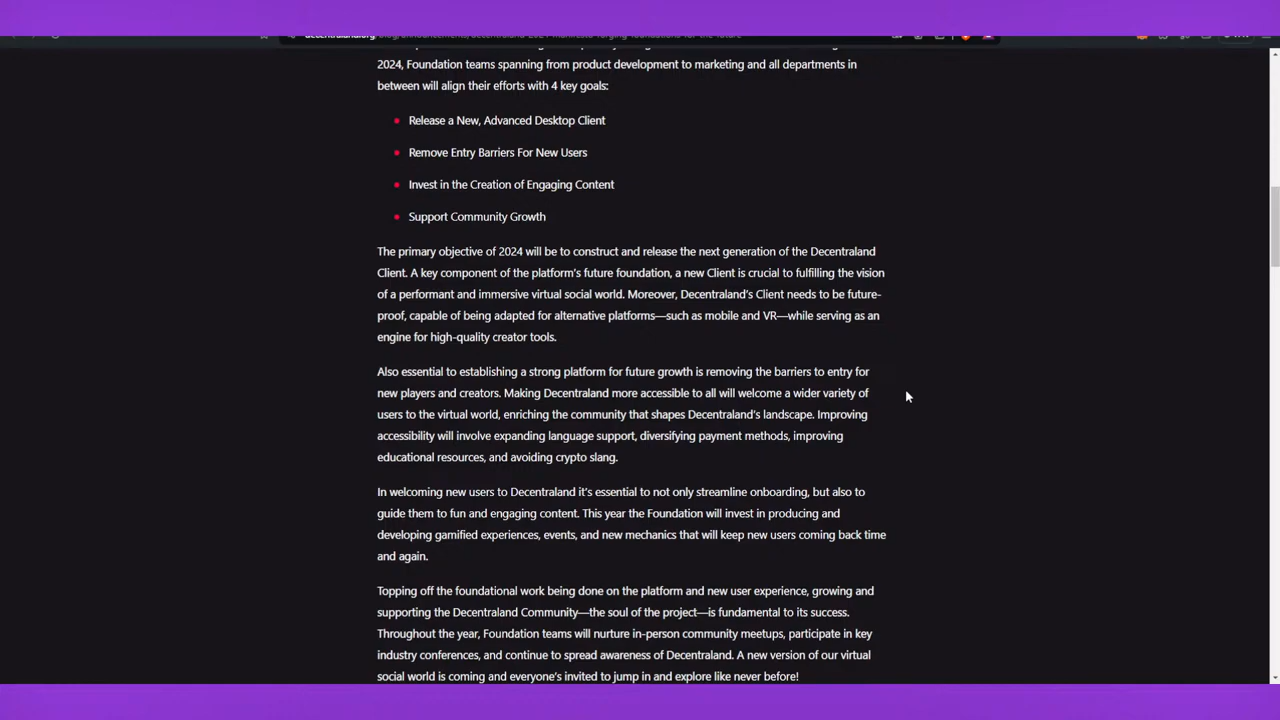 2024, Foundation teams spanning from product development to marketing and all departments in
between will align their efforts with 4 key goals:
Release a New, Advanced Desktop Client
Remove Entry Barriers For New Users
Invest in the Creation of Engaging Content
Support Community Growth
The primary objective of 2024 will be to construct and release the next generation of the Decentraland
Client. A key component of the platform's future foundation, a new Client is crucial to fulfilling the vision
of a performant and immersive virtual social world. Moreover, Decentraland's Client needs to be future-
proof, capable of being adapted for alternative platforms—such as mobile and VR—while serving as an
engine for high-quality creator tools.
Also essential to establishing a strong platform for future growth is removing the barriers to entry for
new players and creators. Making Decentraland more accessible to all will welcome a wider variety of
users to the virtual world, enriching the community that shapes Decentraland's landscape. Improving
accessibility will involve expanding language support, diversifying payment methods, improving
educational resources, and avoiding crypto slang.
In welcoming new users to Decentraland it's essential to not only streamline onboarding, but also to
guide them to fun and engaging content. This year the Foundation will invest in producing and
developing gamified experiences, events, and new mechanics that will keep new users coming back time
and again.
Topping off the foundational work being done on the platform and new user experience, growing and
supporting the Decentraland Community—the soul of the project—is fundamental to its success.
Throughout the year, Foundation teams will nurture in-person community meetups, participate in key
industry conferences, and continue to spread awareness of Decentraland. A new version of our virtual
social world is coming and everyone's invited to jump in and explore like never before!